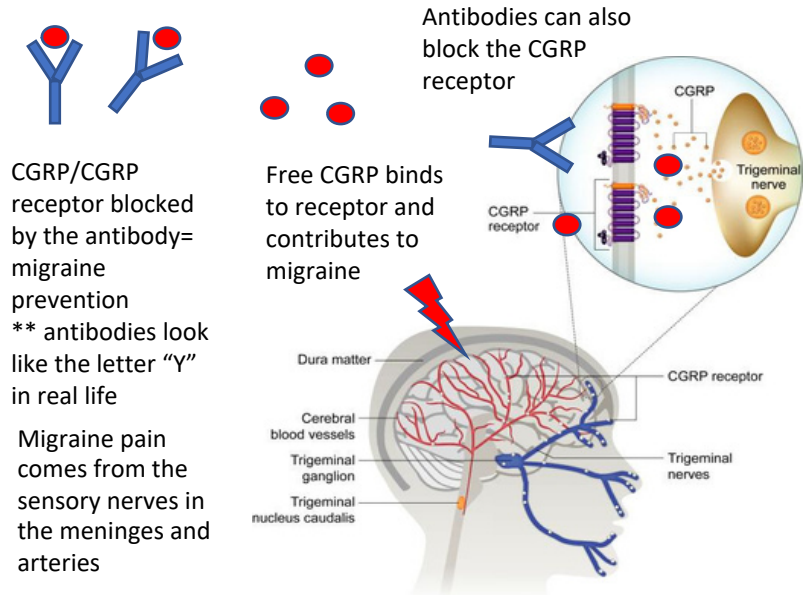 Antibodies can also
block the CGRP
receptor
CGRP/CGRP
receptor blocked
by the antibody=
migraine
prevention
** antibodies look
like the letter “Y”
in real life
Migraine pain
comes from the
sensory nerves in
the meninges and
arteries
Free CGRP binds
to receptor and
contributes to
migraine
CGRP
Trigeminal
nerve
CGRP
receptor
Dura matter
Cerebral
blood vessels
Trigeminal
ganglion
Trigeminal
nucleus caudalis
CGRP receptor
Trigeminal
nerves